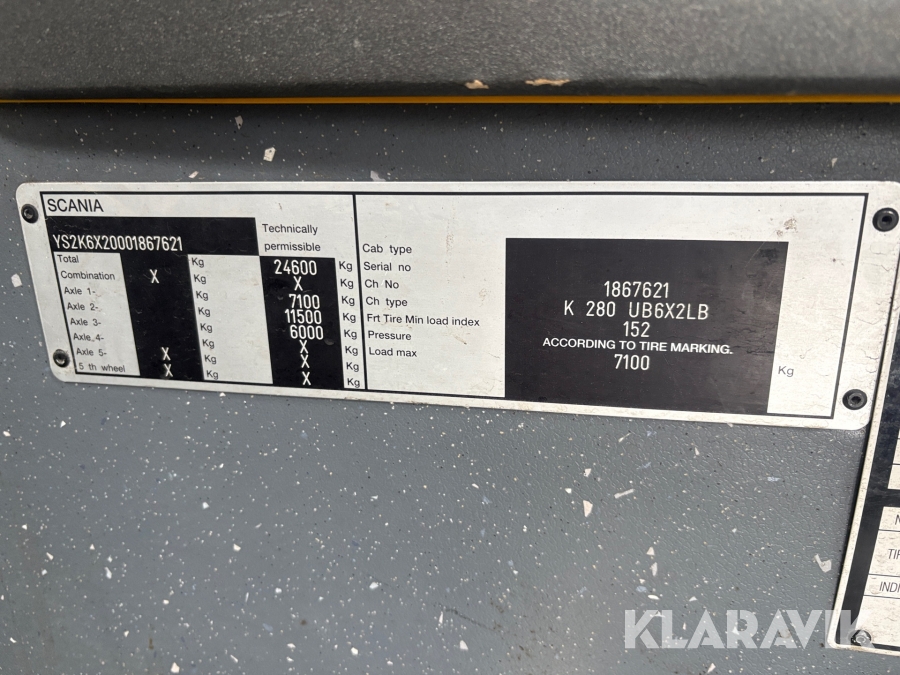 SCANIA
YS2K6X20001867621
Technically
permissible
Total Kg 24600 Kg
Combination X Kg X Kg
Axle 1- Kg 7100 Kg
Axle 2- Kg 11500 Kg
Axle 3- Kg 6000 Kg
Axle 4- Kg X Kg
Axle 5- X Kg X Kg
5 th wheel X Kg X Kg
Cab type
Serial no 1867621
Ch No
Ch type K 280 UB6X2LB
Frt Tire Min load index 152
Pressure ACCORDING TO TIRE MARKING.
Load max 7100 Kg
INDI
KLARAVIK